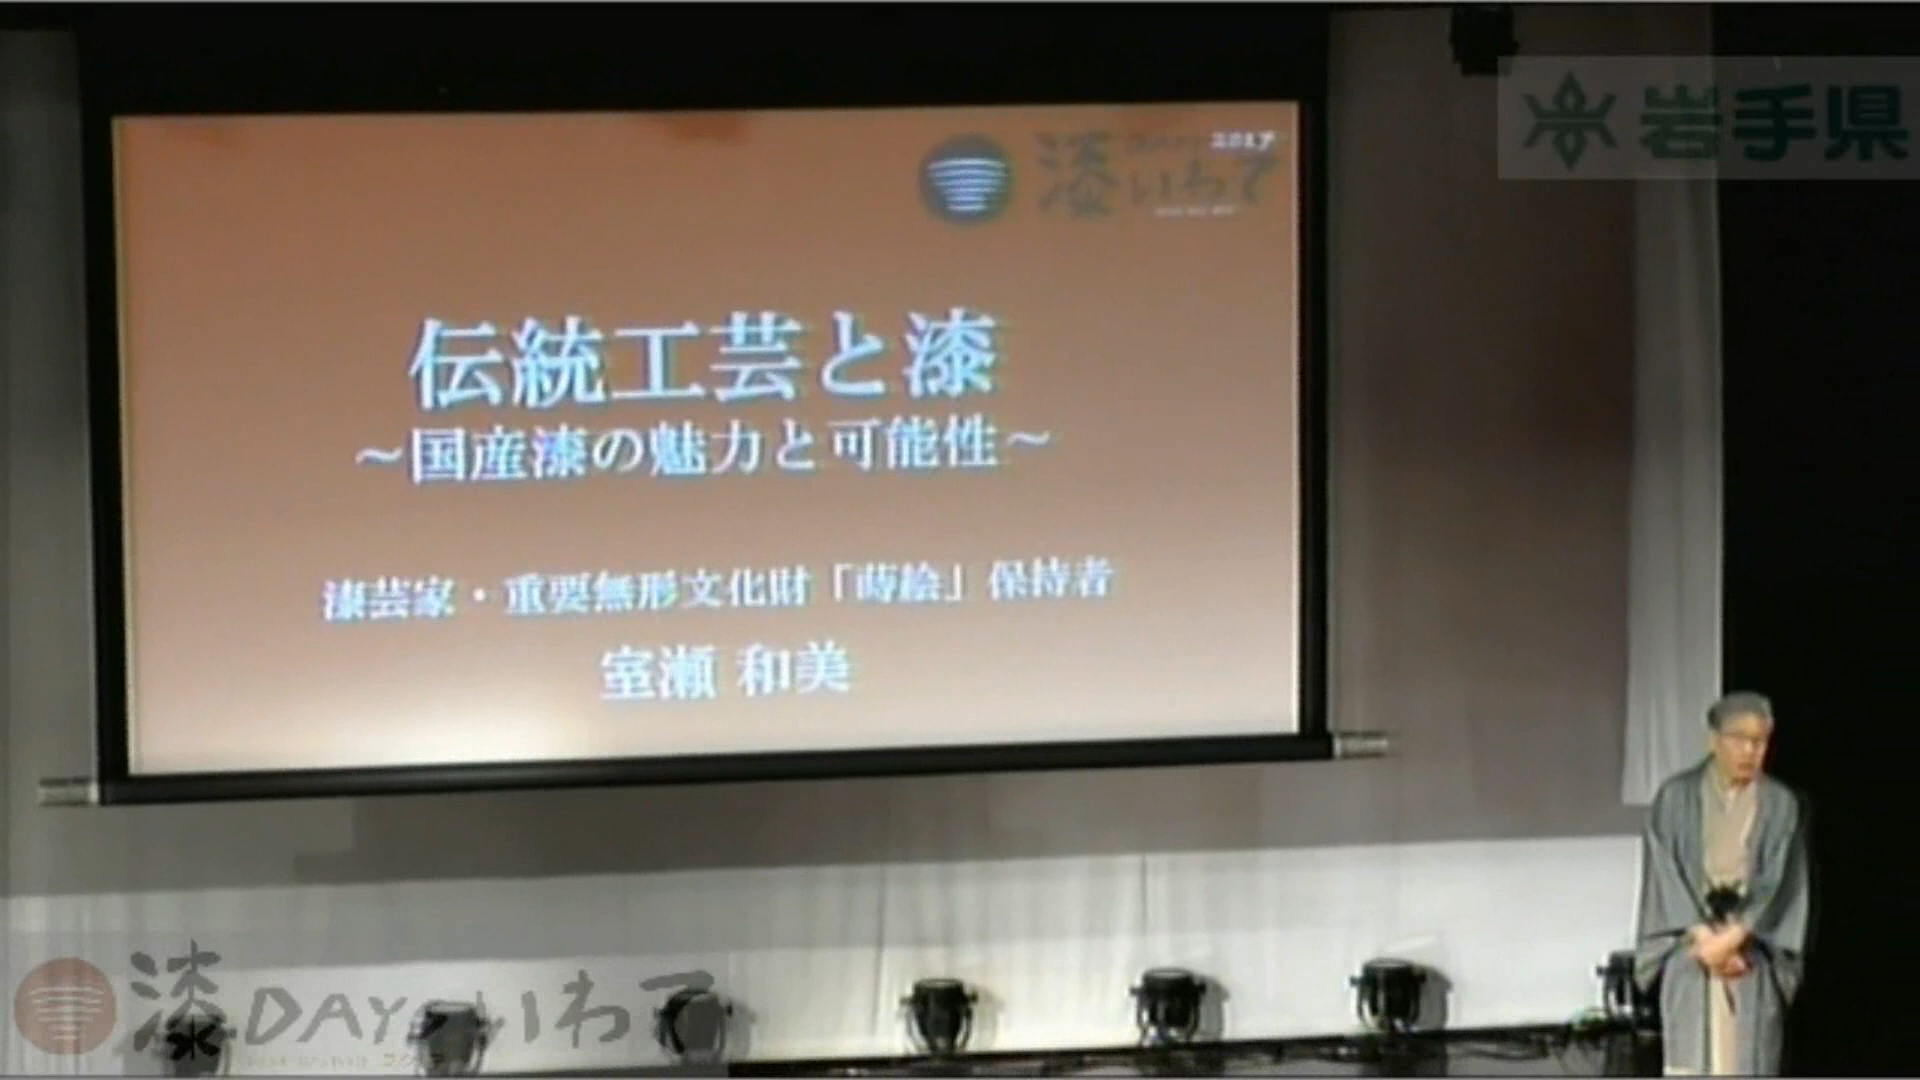 岩手県
2017
漆 いわて
伝統工芸と漆
～国産漆の魅力と可能性～
漆芸家・重要無形文化財「蒔絵」保持者
室瀬 和美
漆DAYいわて